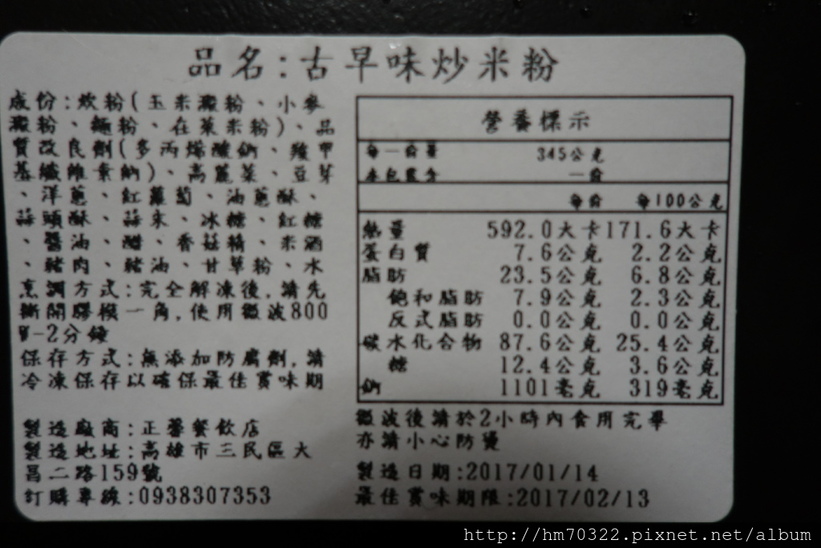 品名:古早味炒米粉
成份:炊粉(玉米澱粉、小麥
澱粉、麵粉、在萊米粉)、品
質改良劑(多丙烯酸鈉、羧甲
基纖維素鈉)、高麗菜、豆芽
、洋蔥、紅蘿蔔、油蔥酥、
蒜頭酥、蒜末、冰糖、紅糖
、醬油、醋、香菇精、米酒
、豬肉、豬油、甘草粉、水
烹調方式:完全解凍後,請先
撕開膠模一角,使用微波800
W-2分鐘
保存方式:無添加防腐劑,請
冷凍保存以確保最佳賞味期
製造廠商:正馨餐飲店
製造地址:高雄市三民區大
昌二路159號
訂購專線:0938307353
營養標示
每一份量 345公克
本包裝含 一份
每份 每100公克
熱量 592.0大卡 171.6大卡
蛋白質 7.6公克 2.2公克
脂肪 23.5公克 6.8公克
飽和脂肪 7.9公克 2.3公克
反式脂肪 0.0公克 0.0公克
碳水化合物 87.6公克 25.4公克
糖 12.4公克 3.6公克
鈉 1101毫克 319毫克
微波後請於2小時內食用完畢
亦請小心防燙
製造日期:2017/01/14
最佳賞味期限:2017/02/13
http://hm70322.pixnet.net/album